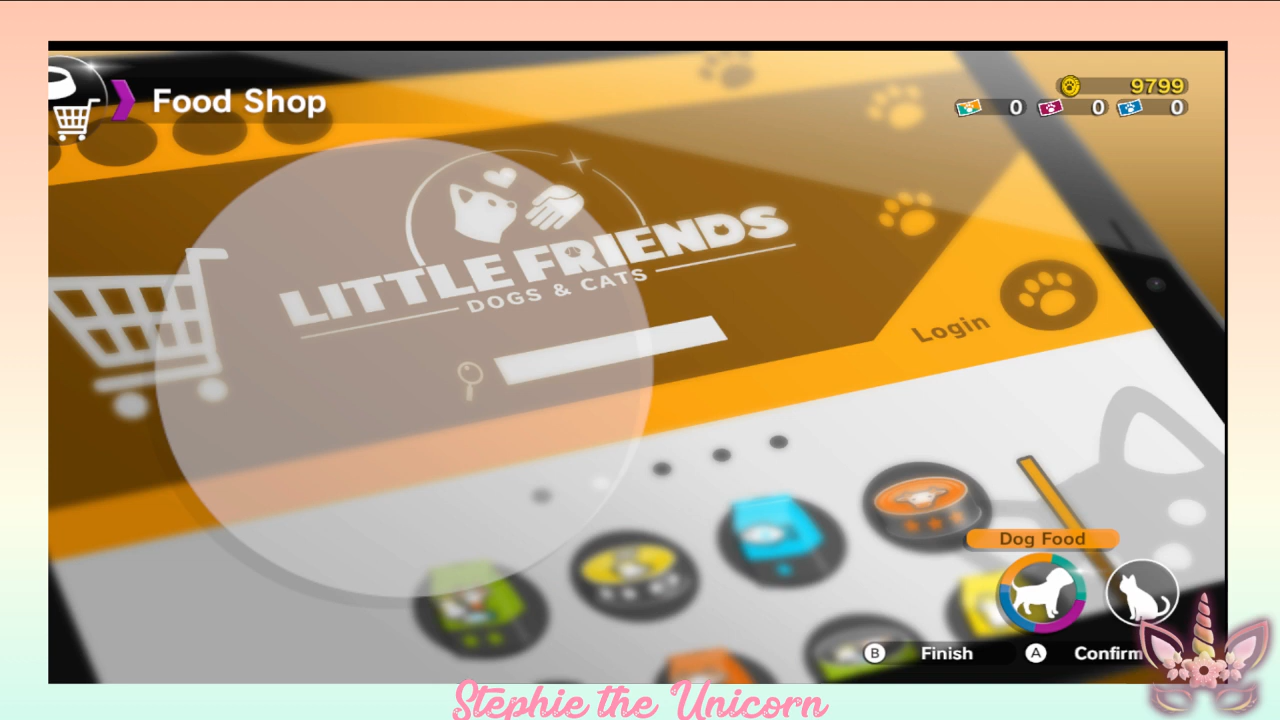 Food Shop
9799
0 0 0
LITTLE FRIENDS
DOGS & CATS
Login
Dog Food
B Finish A Confirm
Stephie the Unicorn